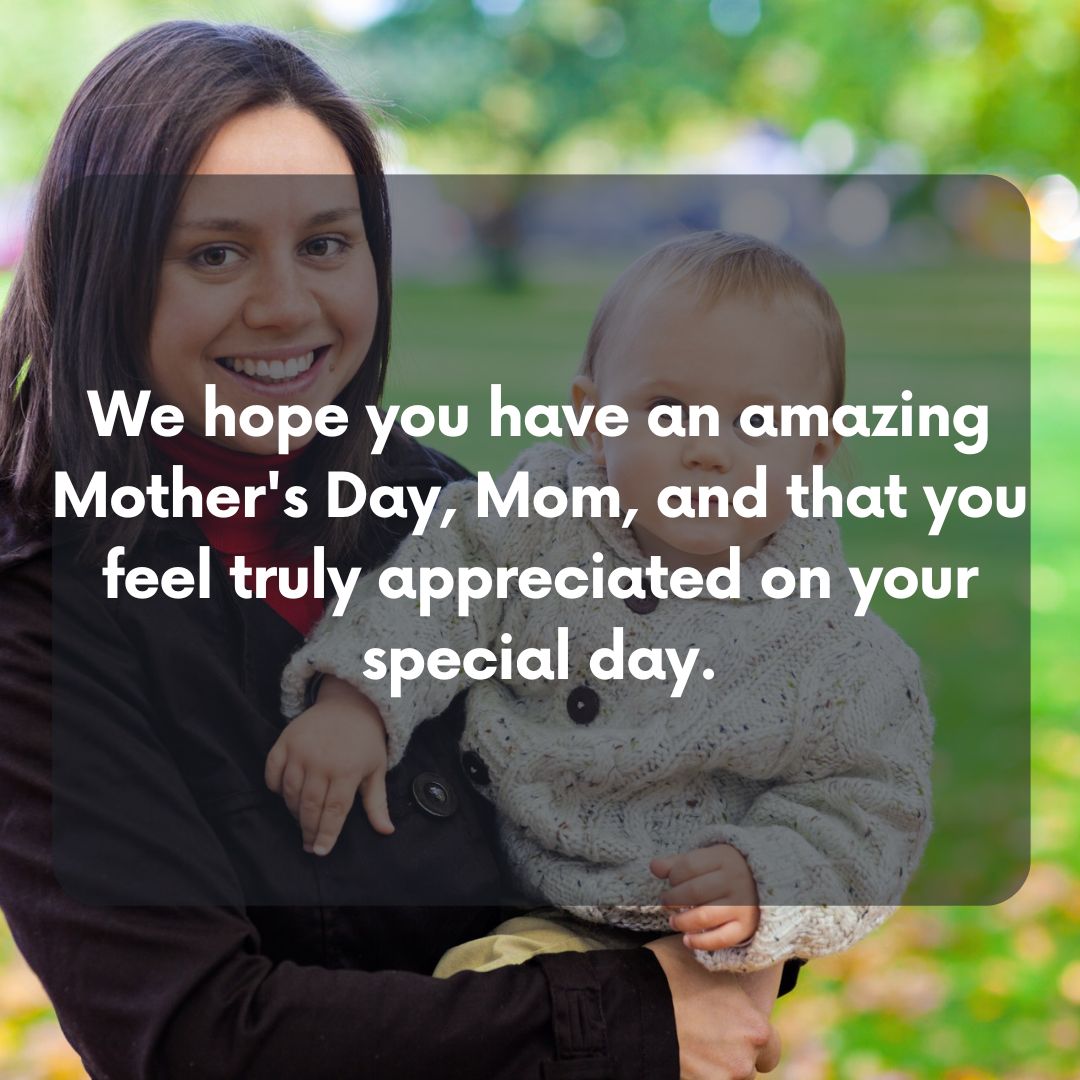 We hope you have an amazing
Mother's Day, Mom, and that you
feel truly appreciated on your
special day.